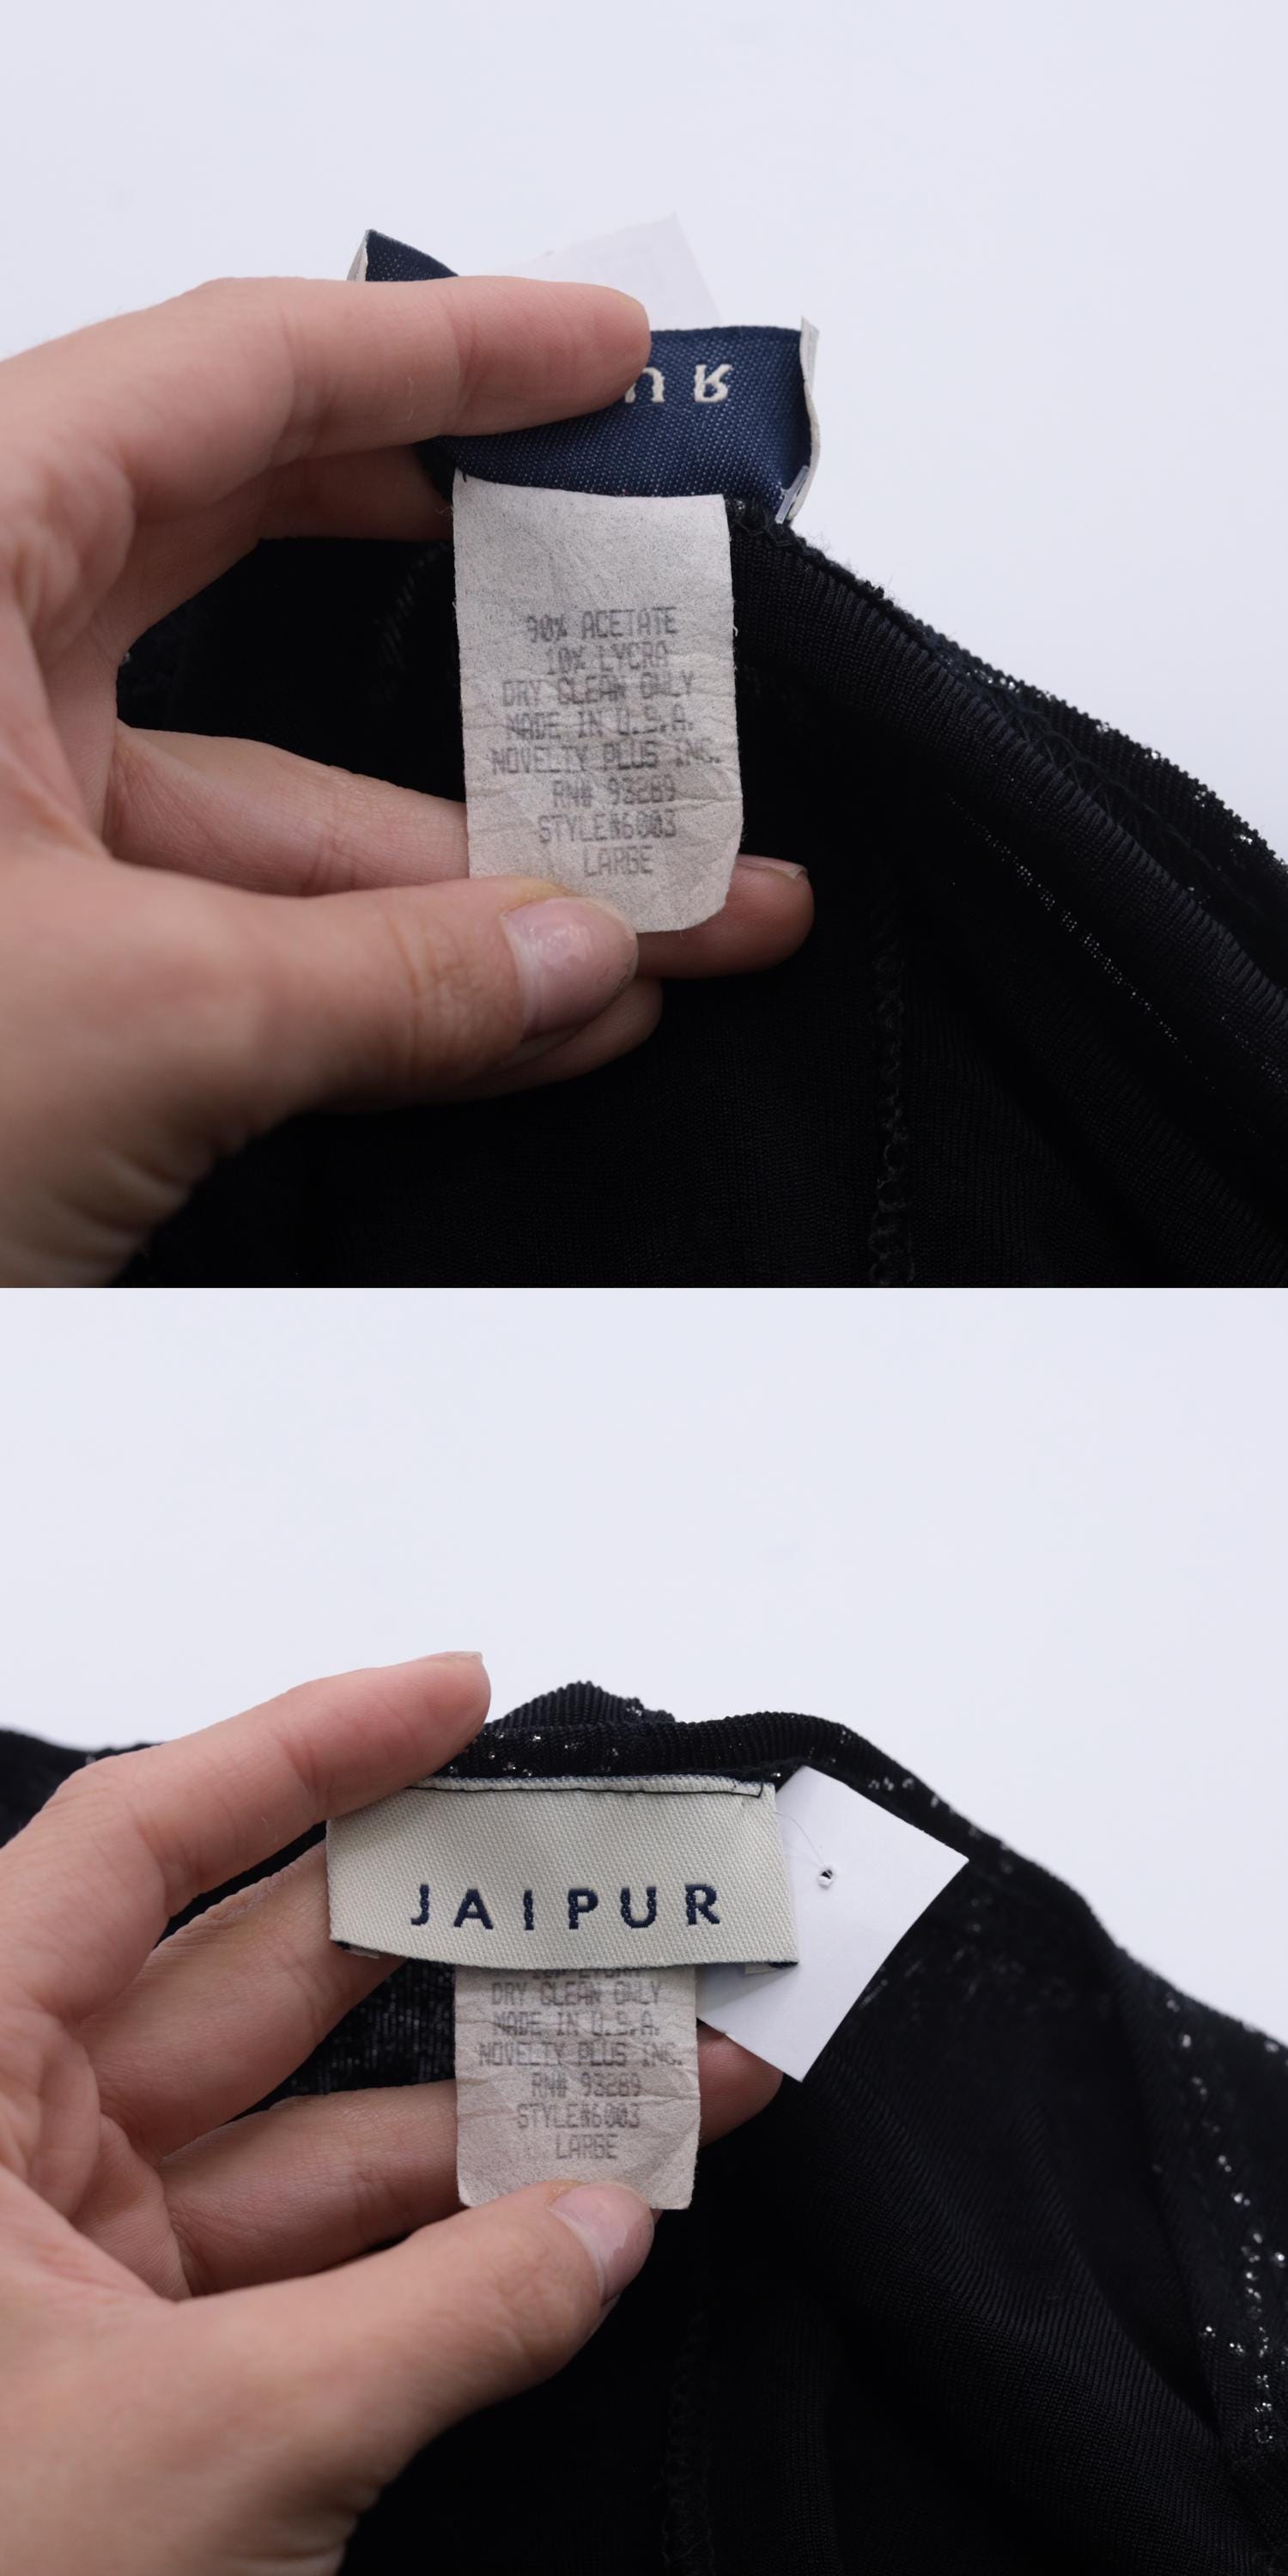 UR
90% ACETATE
10% LYCRA
DRY CLEAN ONLY
MADE IN U.S.A.
NOVELTY PLUS INC.
RN# 93289
STYLE#6003
LARGE
JAIPUR
DRY CLEAN ONLY
MADE IN U.S.A.
NOVELTY PLUS INC.
RN# 93289
STYLE#6003
LARGE